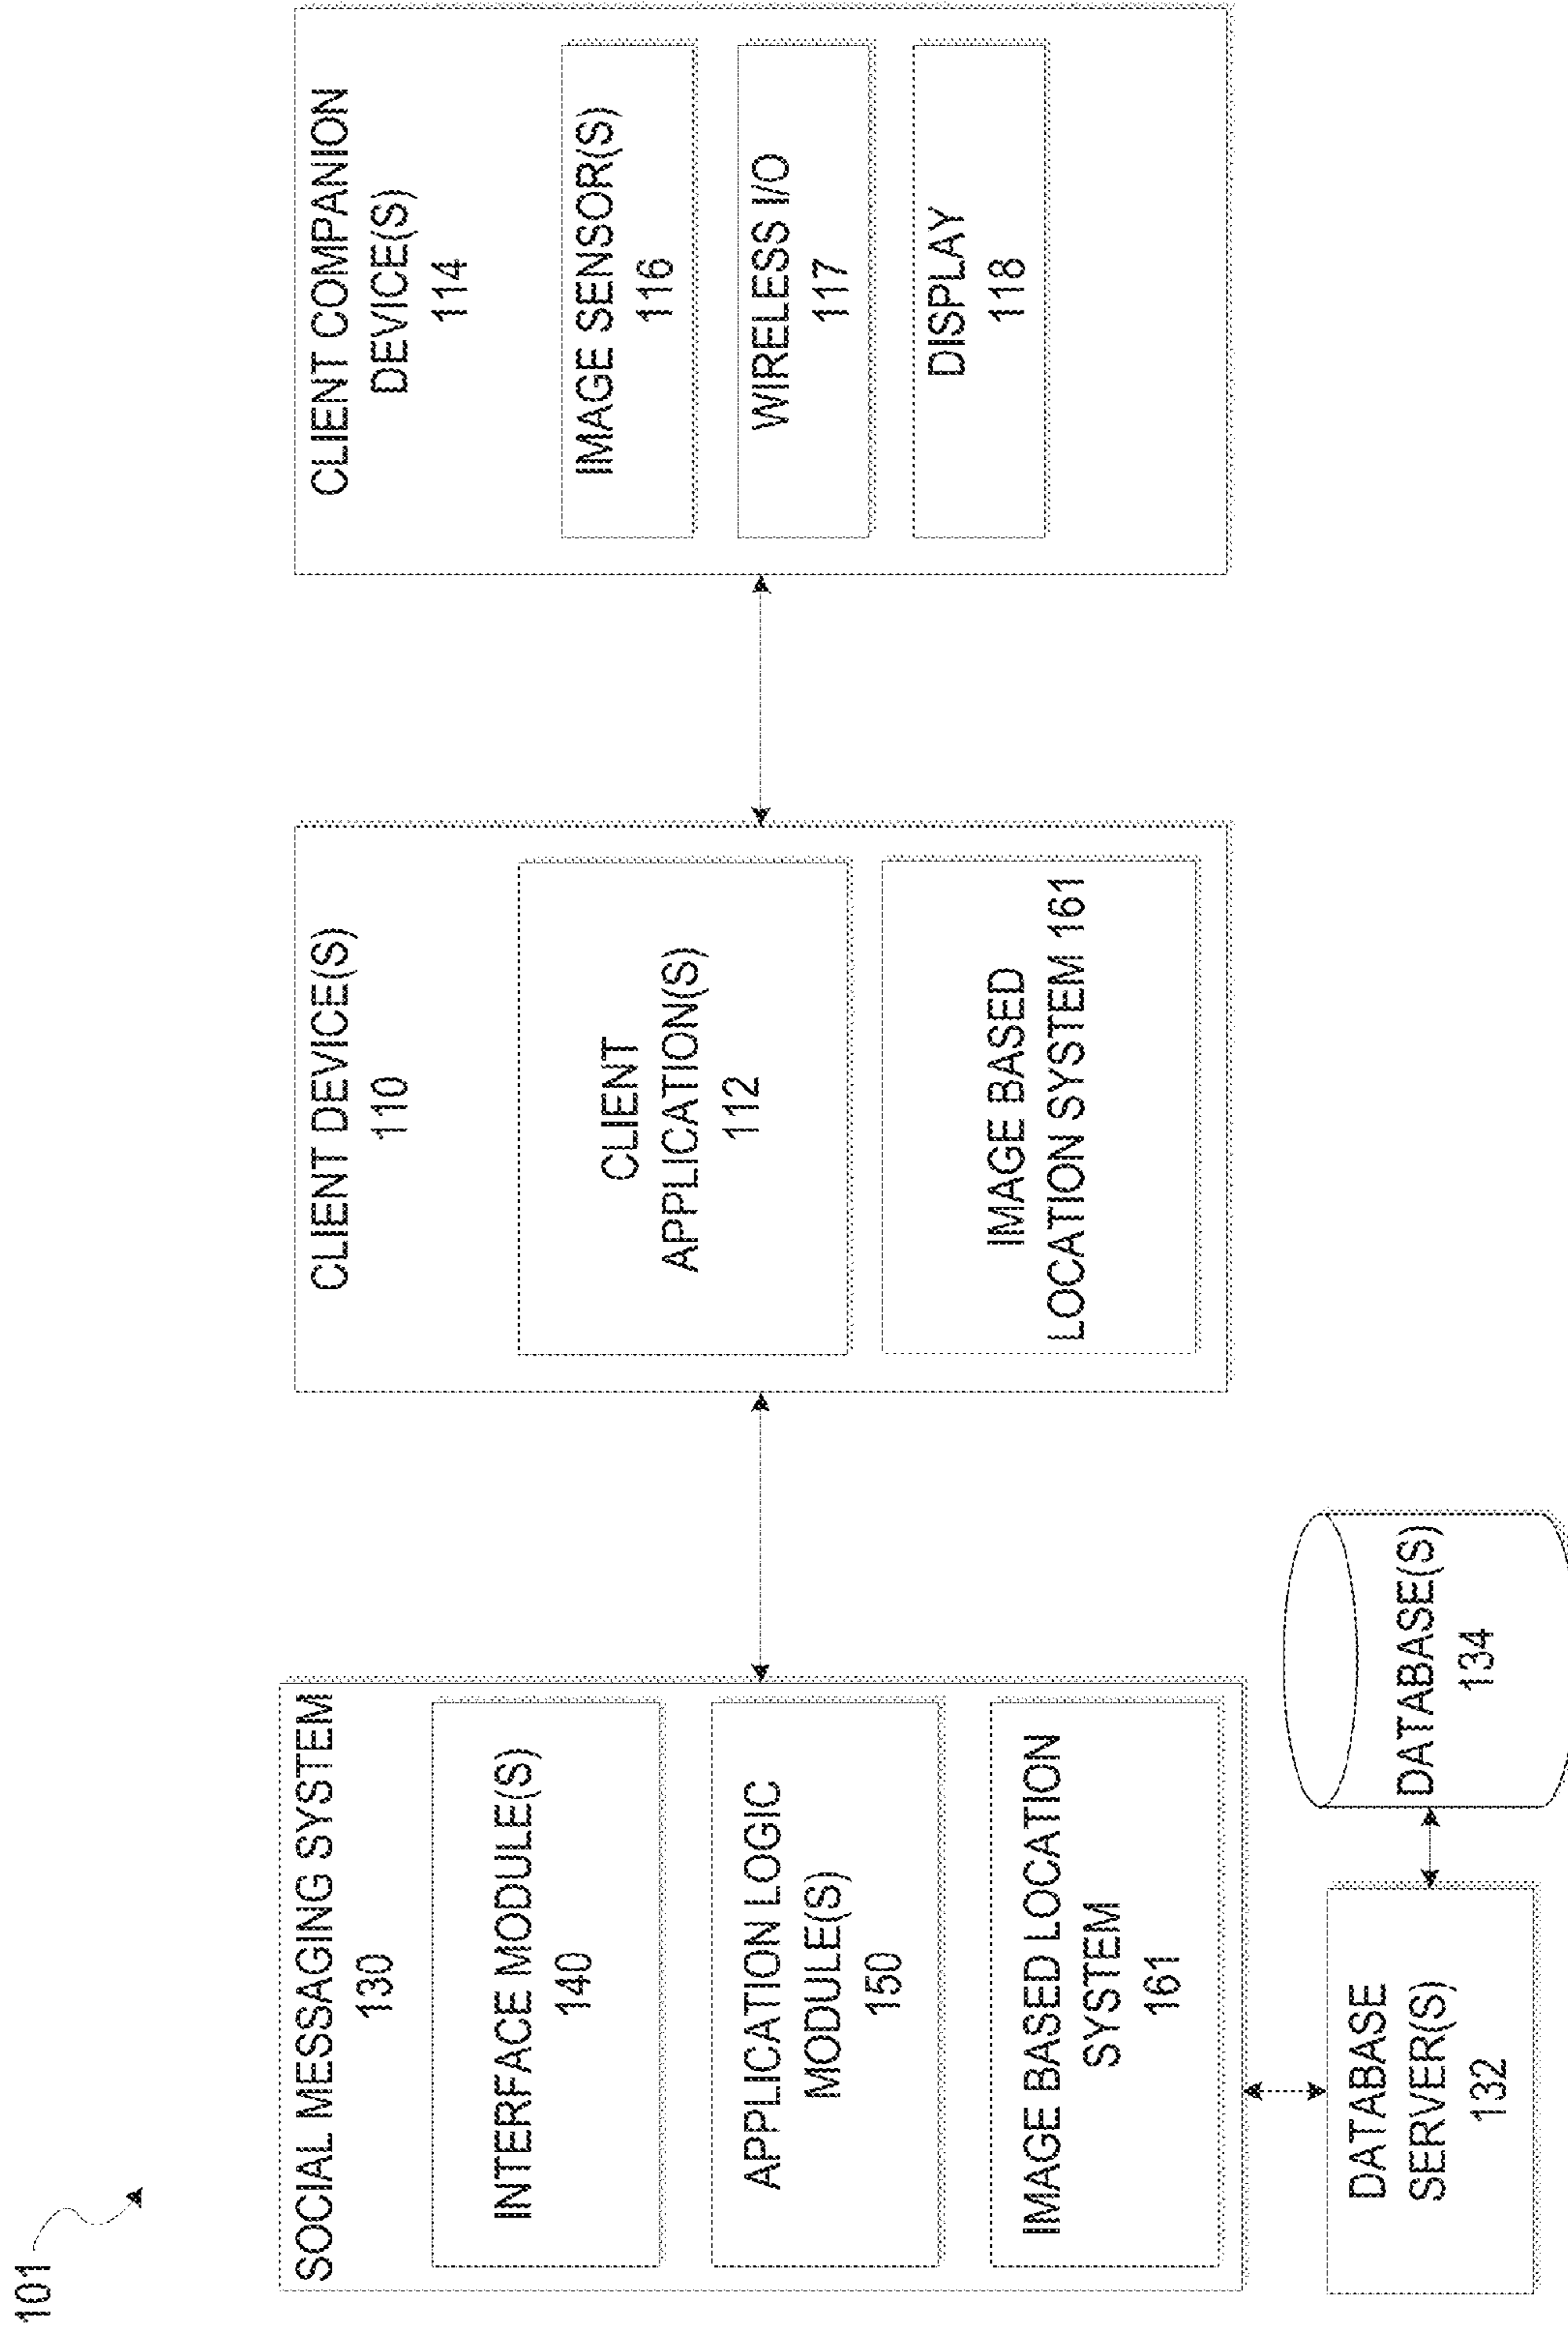 101
SOCIAL MESSAGING SYSTEM
130
INTERFACE MODULE(S)
140
APPLICATION LOGIC
MODULE(S)
150
IMAGE BASED LOCATION
SYSTEM
161
DATABASE
SERVER(S)
132
DATABASE(S)
134
CLIENT DEVICE(S)
110
CLIENT
APPLICATION(S)
112
IMAGE BASED
LOCATION SYSTEM 161
CLIENT COMPANION
DEVICE(S)
114
IMAGE SENSOR(S)
116
WIRELESS I/O
117
DISPLAY
118